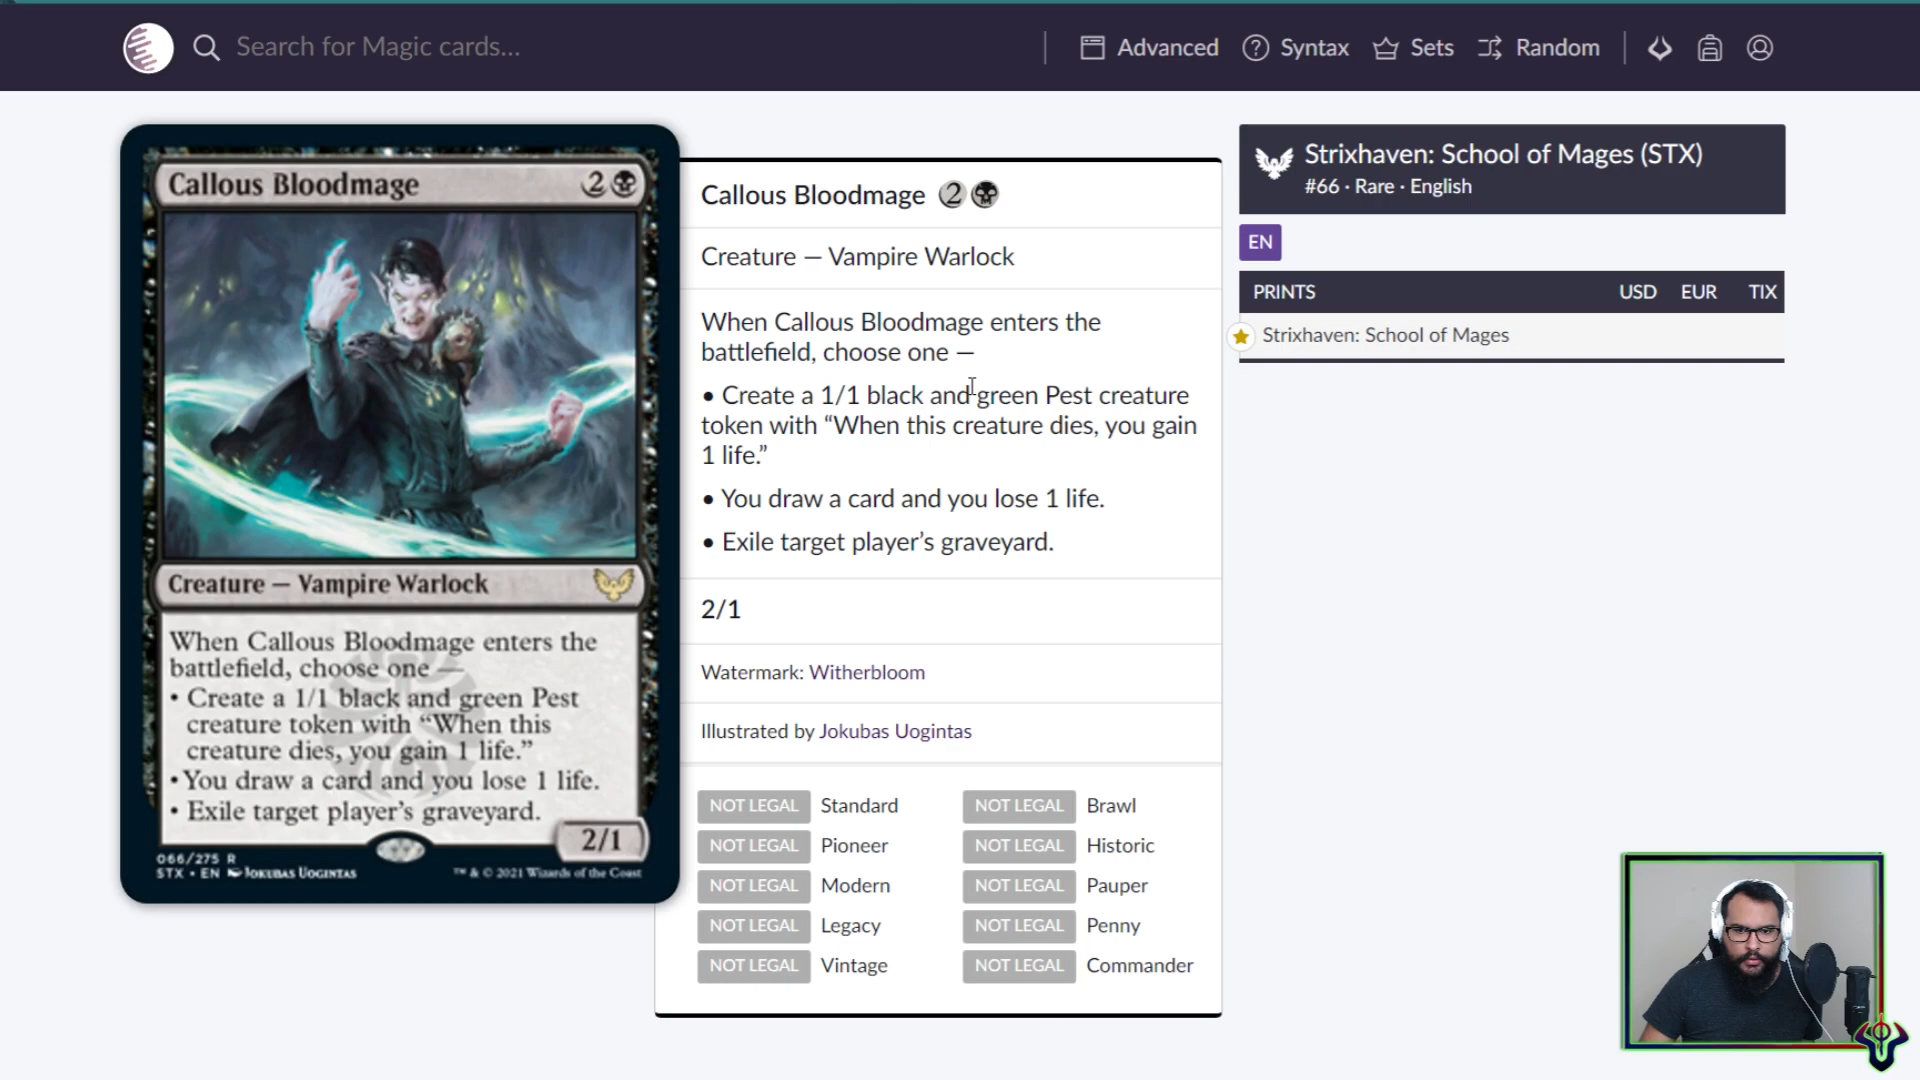 Search for Magic cards...
Advanced
Syntax
Sets
Random
Callous Bloodmage 2
Creature — Vampire Warlock
When Callous Bloodmage enters the
battlefield, choose one —
• Create a 1/1 black and green Pest
creature token with “When this
creature dies, you gain 1 life.”
• You draw a card and you lose 1 life.
• Exile target player’s graveyard.
2/1
066/275 R
STX • EN Jokubas Uogintas
™ & © 2021 Wizards of the Coast
Callous Bloodmage 2
Creature — Vampire Warlock
When Callous Bloodmage enters the
battlefield, choose one —
• Create a 1/1 black and green Pest creature
token with “When this creature dies, you gain
1 life.”
• You draw a card and you lose 1 life.
• Exile target player’s graveyard.
2/1
Watermark: Witherbloom
Illustrated by Jokubas Uogintas
NOT LEGAL Standard NOT LEGAL Brawl
NOT LEGAL Pioneer NOT LEGAL Historic
NOT LEGAL Modern NOT LEGAL Pauper
NOT LEGAL Legacy NOT LEGAL Penny
NOT LEGAL Vintage NOT LEGAL Commander
Strixhaven: School of Mages (STX)
#66 · Rare · English
EN
PRINTS USD EUR TIX
Strixhaven: School of Mages